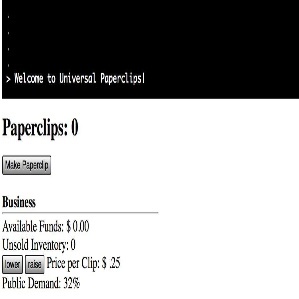 .
.
.
.
> Welcome to Universal Paperclips!
Paperclips: 0
Make Paperclip
Business
Available Funds: $ 0.00
Unsold Inventory: 0
lower raise Price per Clip: $ .25
Public Demand: 32%